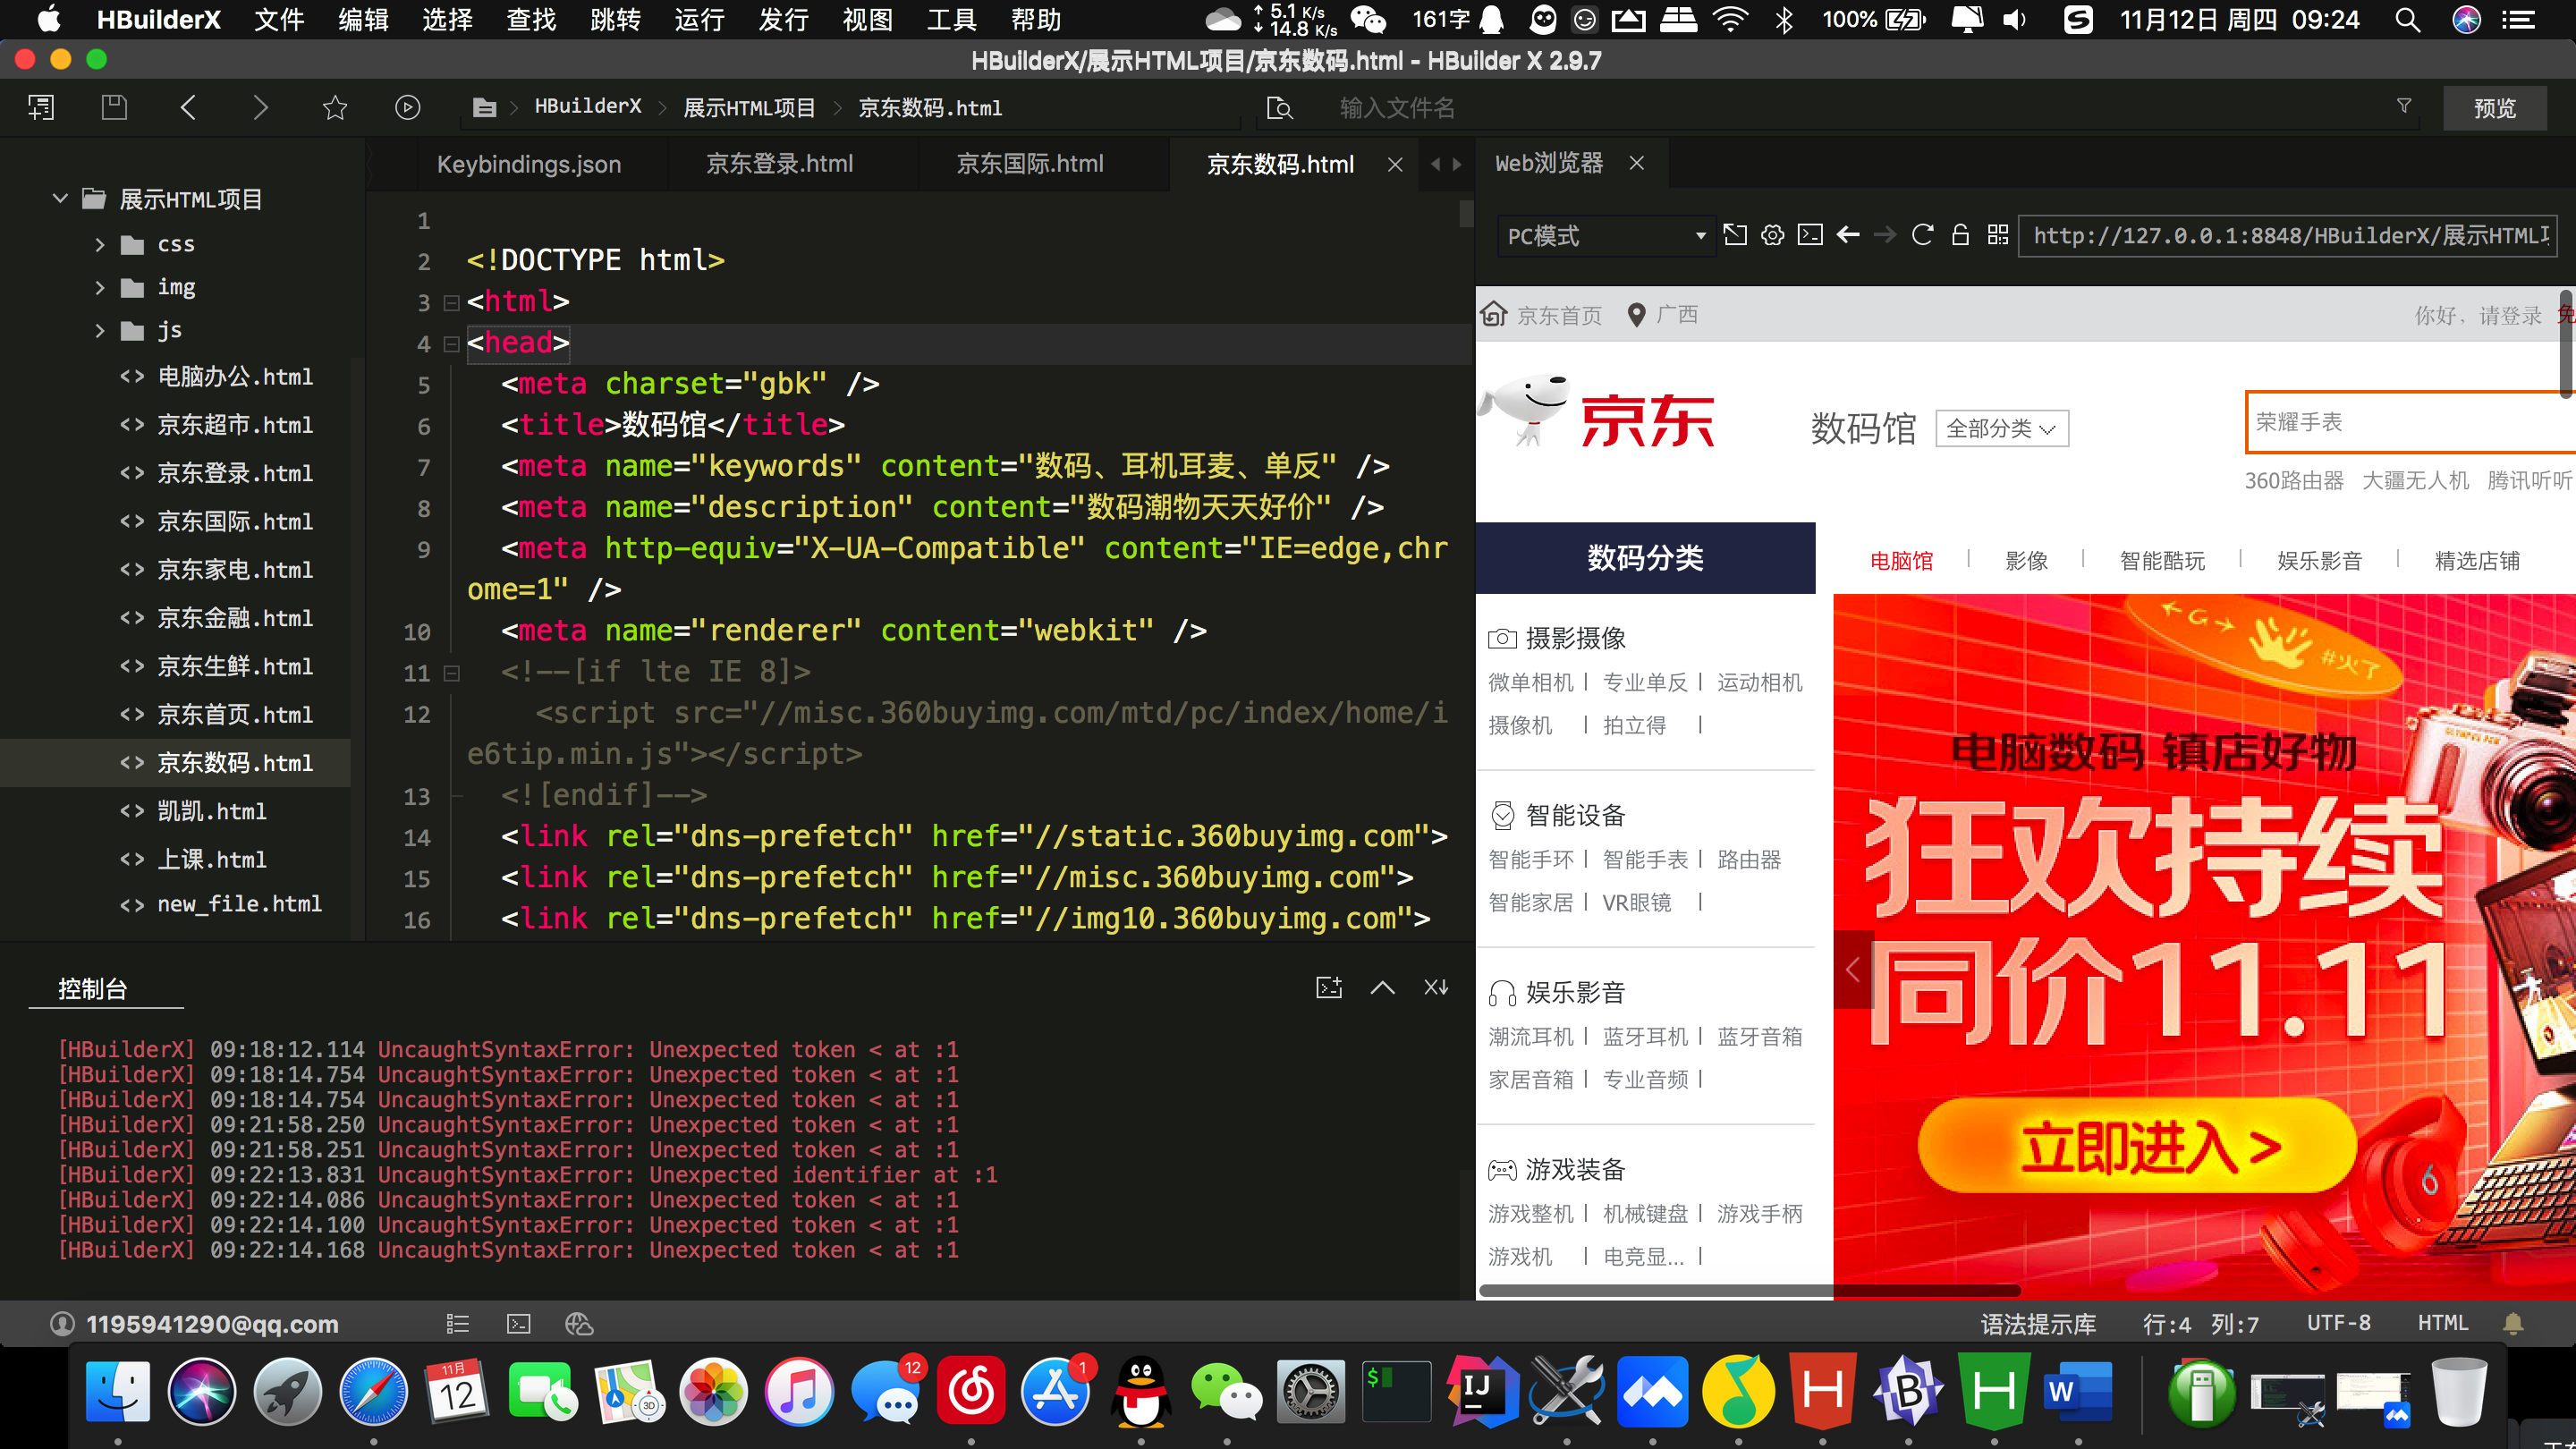 HBuilderX 文件 编辑 选择 查找 跳转 运行 发行 视图 工具 帮助 ↑ 5.1 K/s ↓ 14.8 K/s 161字 100% 11月12日 周四 09:24
HBuilderX/展示HTML项目/京东数码.html - HBuilder X 2.9.7
HBuilderX 展示HTML项目 京东数码.html 输入文件名 预览
Keybindings.json 京东登录.html 京东国际.html 京东数码.html
展示HTML项目
css
img
js
电脑办公.html
京东超市.html
京东登录.html
京东国际.html
京东家电.html
京东金融.html
京东生鲜.html
京东首页.html
京东数码.html
凯凯.html
上课.html
new_file.html
1
2 <!DOCTYPE html>
3 <html>
4 <head>
5 <meta charset="gbk" />
6 <title>数码馆</title>
7 <meta name="keywords" content="数码、耳机耳麦、单反" />
8 <meta name="description" content="数码潮物天天好价" />
9 <meta http-equiv="X-UA-Compatible" content="IE=edge,chr
ome=1" />
10 <meta name="renderer" content="webkit" />
11 <!--[if lte IE 8]>
12 <script src="//misc.360buyimg.com/mtd/pc/index/home/i
e6tip.min.js"></script>
13 <![endif]-->
14 <link rel="dns-prefetch" href="//static.360buyimg.com">
15 <link rel="dns-prefetch" href="//misc.360buyimg.com">
16 <link rel="dns-prefetch" href="//img10.360buyimg.com">
控制台
[HBuilderX] 09:18:12.114 UncaughtSyntaxError: Unexpected token < at :1
[HBuilderX] 09:18:14.754 UncaughtSyntaxError: Unexpected token < at :1
[HBuilderX] 09:18:14.754 UncaughtSyntaxError: Unexpected token < at :1
[HBuilderX] 09:21:58.250 UncaughtSyntaxError: Unexpected token < at :1
[HBuilderX] 09:21:58.251 UncaughtSyntaxError: Unexpected token < at :1
[HBuilderX] 09:22:13.831 UncaughtSyntaxError: Unexpected identifier at :1
[HBuilderX] 09:22:14.086 UncaughtSyntaxError: Unexpected token < at :1
[HBuilderX] 09:22:14.100 UncaughtSyntaxError: Unexpected token < at :1
[HBuilderX] 09:22:14.168 UncaughtSyntaxError: Unexpected token < at :1
Web浏览器
PC模式 http://127.0.0.1:8848/HBuilderX/展示HTML
京东首页 广西 你好，请登录 免
京东 数码馆 全部分类 荣耀手表
360路由器 大疆无人机 腾讯听听
数码分类 电脑馆 | 影像 | 智能酷玩 | 娱乐影音 | 精选店铺
摄影摄像
微单相机 | 专业单反 | 运动相机
摄像机 | 拍立得 |
智能设备
智能手环 | 智能手表 | 路由器
智能家居 | VR眼镜 |
娱乐影音
潮流耳机 | 蓝牙耳机 | 蓝牙音箱
家居音箱 | 专业音频 |
游戏装备
游戏整机 | 机械键盘 | 游戏手柄
游戏机 | 电竞显... |
#火了
电脑数码 镇店好物
狂欢持续
同价11.11
立即进入 >
1195941290@qq.com 语法提示库 行:4 列:7 UTF-8 HTML
11月 12 3D 12 1 $ IJ H B H W